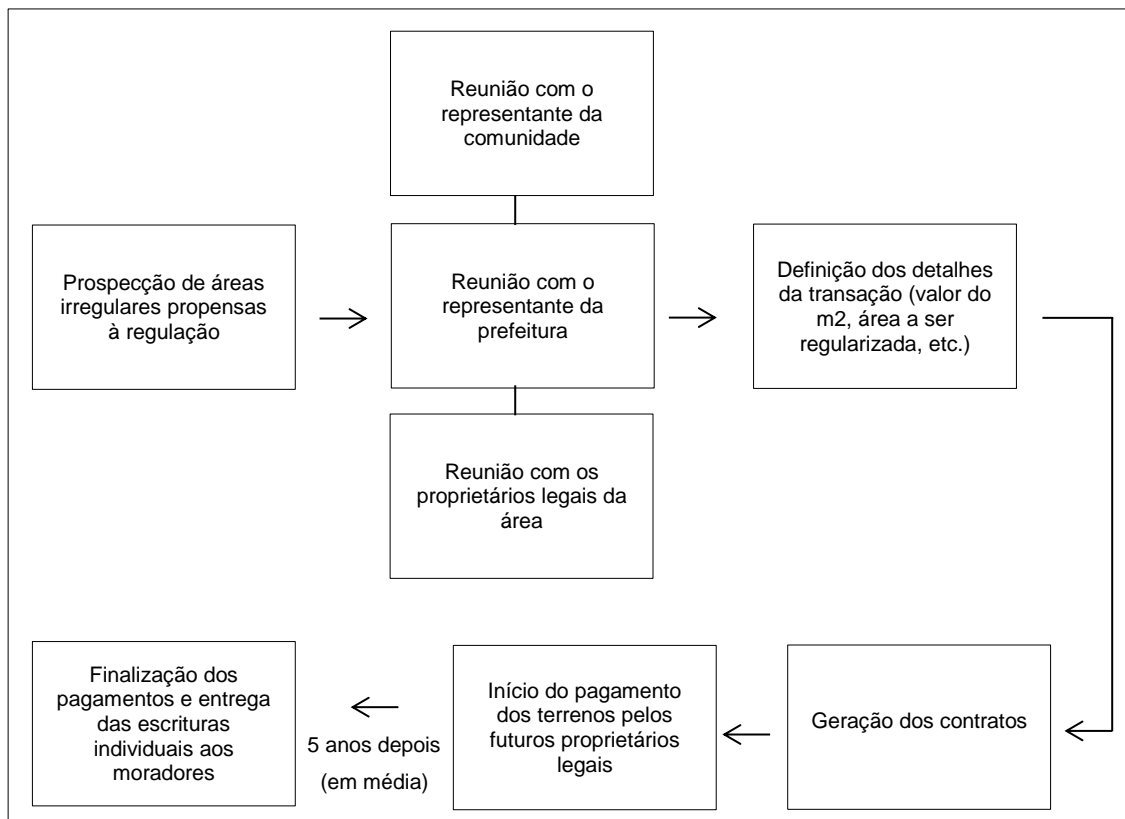 Reunião com o
representante da
comunidade
Prospecção de áreas
irregulares propensas
à regulação
Reunião com o
representante da
prefeitura
Definição dos detalhes
da transação (valor do
m2, área a ser
regularizada, etc.)
Reunião com os
proprietários legais da
área
Finalização dos
pagamentos e entrega
das escrituras
individuais aos
moradores
5 anos depois
(em média)
Início do pagamento
dos terrenos pelos
futuros proprietários
legais
Geração dos contratos